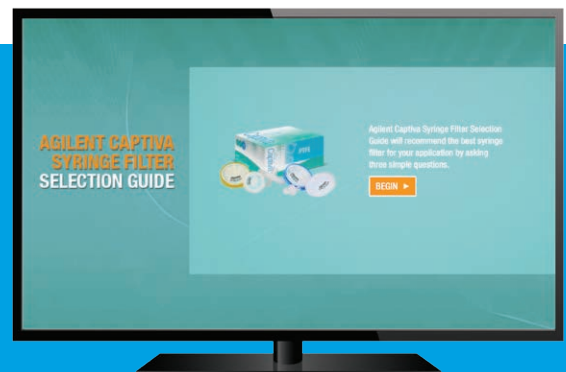 AGILENT CAPTIVA
SYRINGE FILTER
SELECTION GUIDE
Agilent Captiva Syringe Filter Selection
Guide will recommend the best syringe
filter for your application by asking
three simple questions.
BEGIN ►